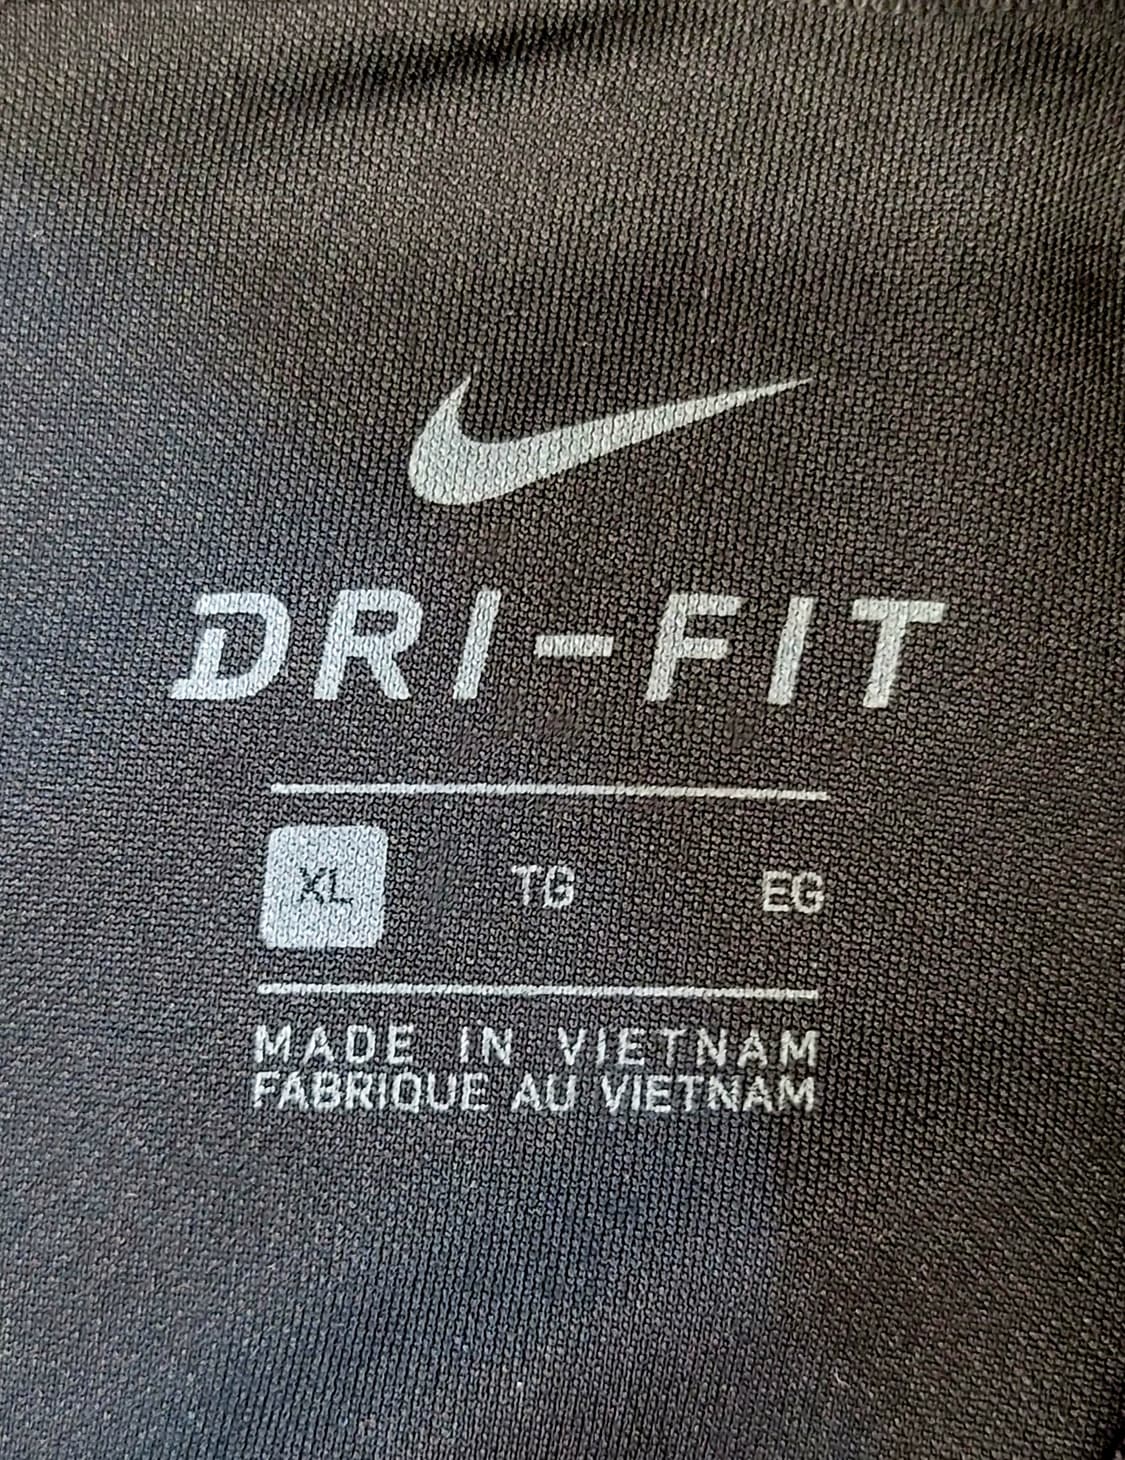 DRI-FIT
XL TG EG
MADE IN VIETNAM
FABRIQUE AU VIETNAM